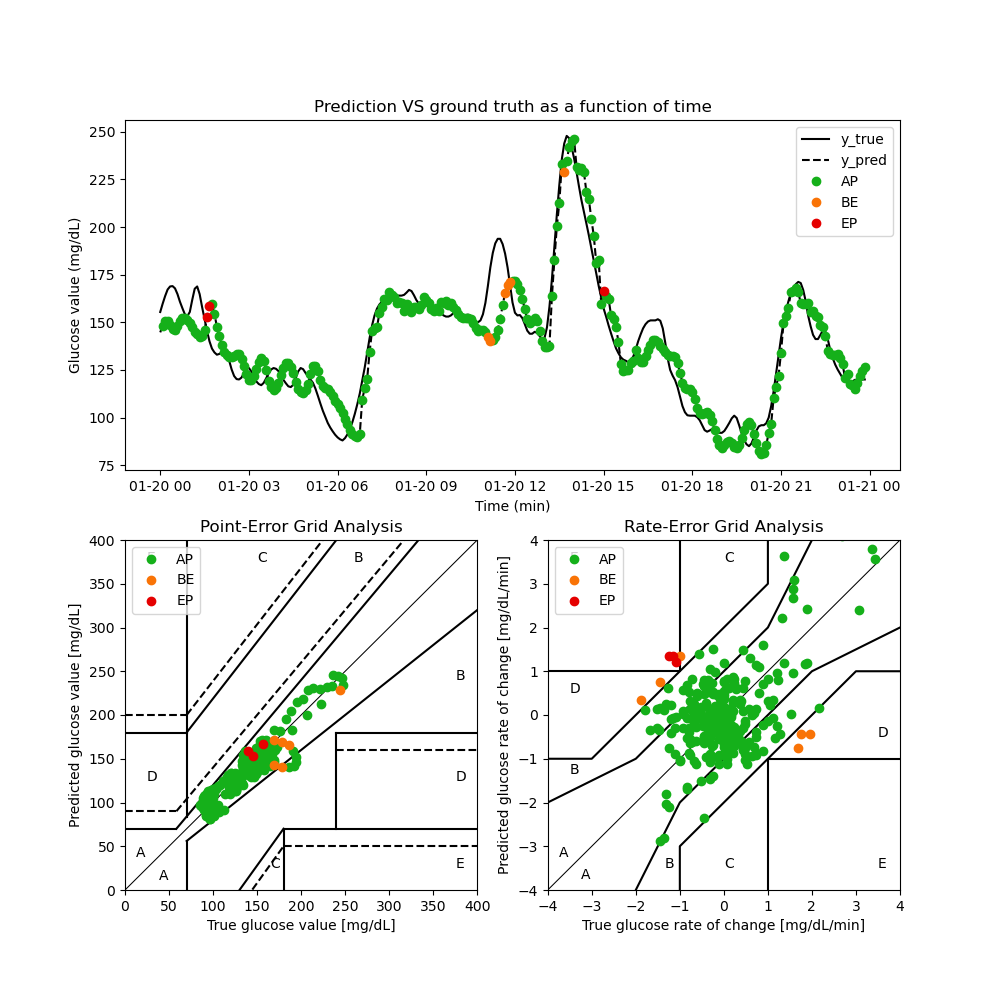 Prediction VS ground truth as a function of time
Glucose value (mg/dL)
250
225
200
175
150
125
100
75
y_true
y_pred
AP
BE
EP
01-20 00 01-20 03 01-20 06 01-20 09 01-20 12 01-20 15 01-20 18 01-20 21 01-21 00
Time (min)
Point-Error Grid Analysis
Predicted glucose value [mg/dL]
400
350
300
250
200
150
100
50
0
AP
BE
EP
C B
B
D D
A
A C E
0 50 100 150 200 250 300 350 400
True glucose value [mg/dL]
Rate-Error Grid Analysis
Predicted glucose rate of change [mg/dL/min]
4
3
2
1
0
−1
−2
−3
−4
AP
BE
EP
C
D
D
B
A
A B C E
−4 −3 −2 −1 0 1 2 3 4
True glucose rate of change [mg/dL/min]